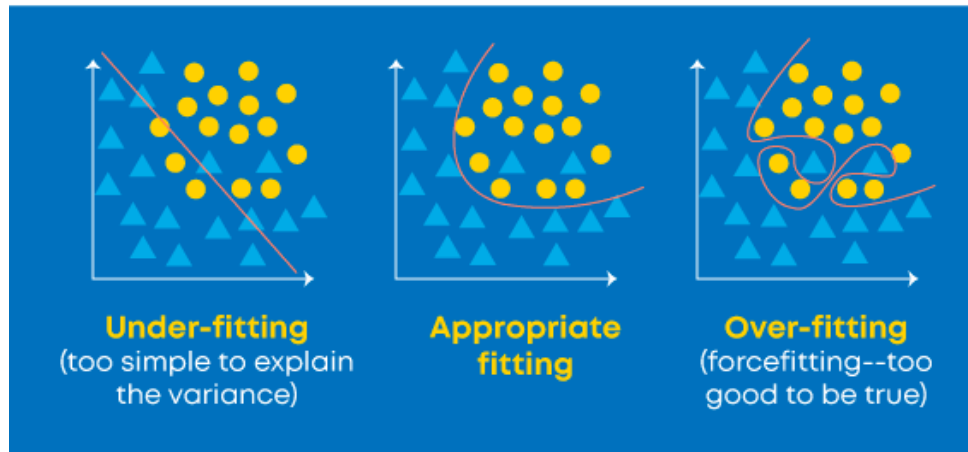 Under-fitting
(too simple to explain
the variance)
Appropriate
fitting
Over-fitting
(forcefitting--too
good to be true)